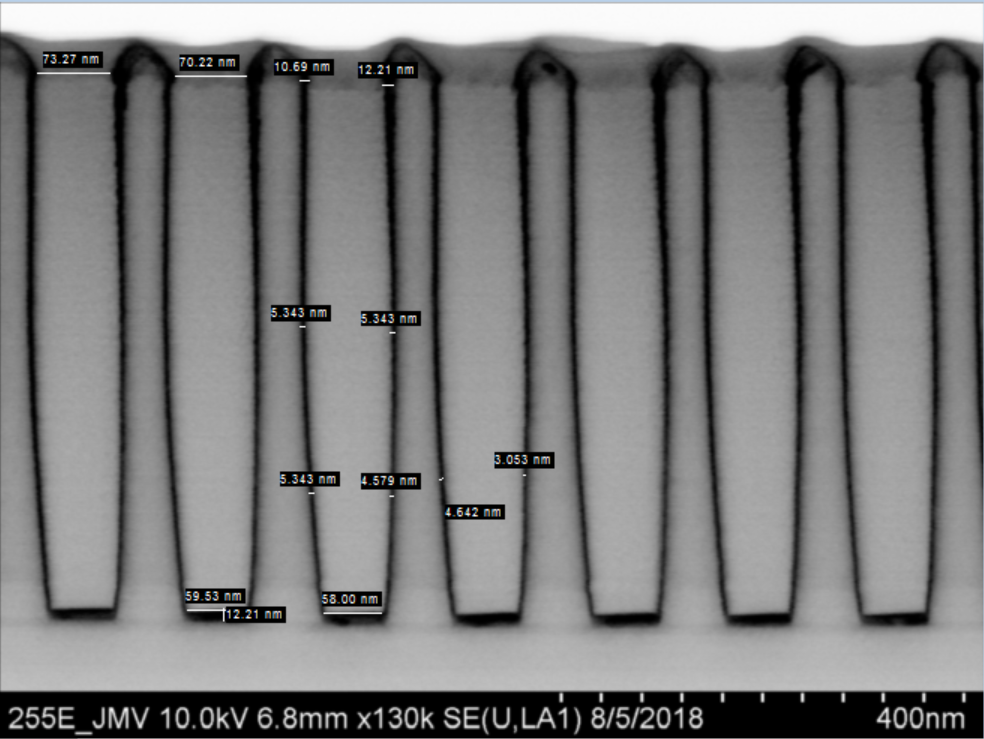 73.27 nm
70.22 nm
10.69 nm
12.21 nm
5.343 nm
5.343 nm
5.343 nm
4.579 nm
3.053 nm
4.642 nm
59.53 nm
12.21 nm
58.00 nm
255E_JMV 10.0kV 6.8mm x130k SE(U,LA1) 8/5/2018
400nm